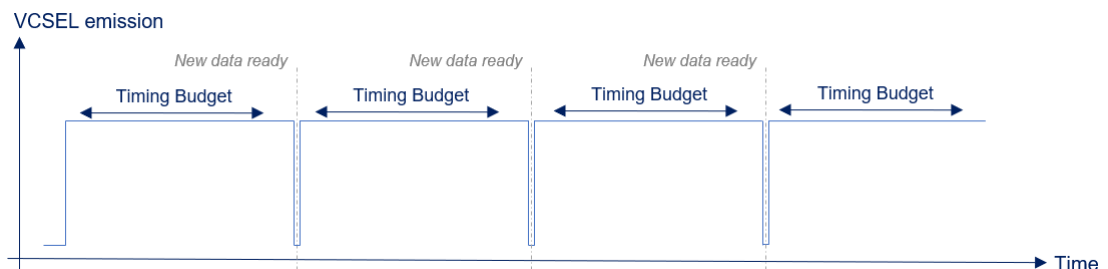 VCSEL emission
New data ready
New data ready
New data ready
Timing Budget
Timing Budget
Timing Budget
Timing Budget
Time